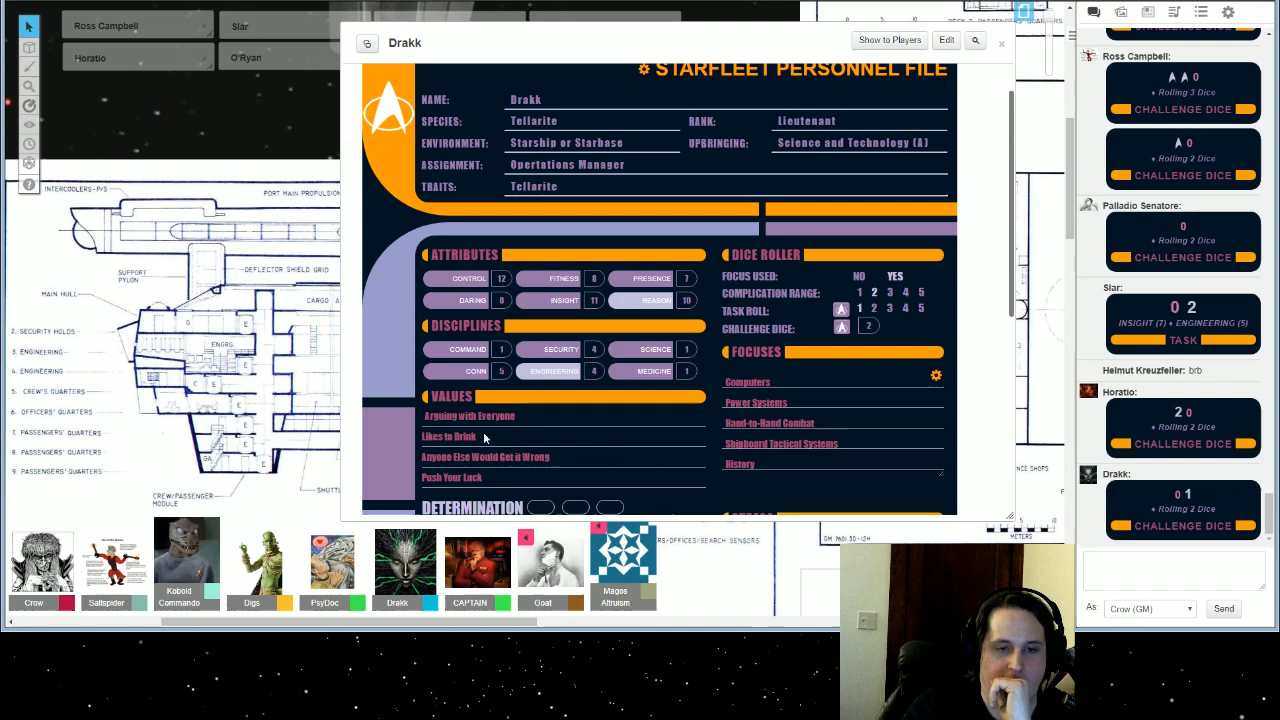 Ross Campbell
Slar
Horatio
O'Ryan
Drakk
Show to Players
Edit
STARFLEET PERSONNEL FILE
NAME: Drakk
SPECIES: Tellarite RANK: Lieutenant
ENVIRONMENT: Starship or Starbase UPBRINGING: Science and Technology (A)
ASSIGNMENT: Opertations Manager
TRAITS: Tellarite
ATTRIBUTES
CONTROL 12 FITNESS 8 PRESENCE 7
DARING 8 INSIGHT 11 REASON 10
DISCIPLINES
COMMAND 1 SECURITY 4 SCIENCE 1
CONN 5 ENGINEERING 4 MEDICINE 1
VALUES
Arguing with Everyone
Likes to Drink
Anyone Else Would Get it Wrong
Push Your Luck
DETERMINATION
DICE ROLLER
FOCUS USED: NO YES
COMPLICATION RANGE: 1 2 3 4 5
TASK ROLL: 1 2 3 4 5
CHALLENGE DICE: 2
FOCUSES
Computers
Power Systems
Hand-to-Hand Combat
Shipboard Tactical Systems
History
INTERCOOLERS-P/S
PORT MAIN PROPULSION
SUPPORT
PYLON
DEFLECTOR SHIELD GRID
MAIN HULL
CARGO
ENGRG.
2. SECURITY HOLDS
3. ENGINEERING
4. ENGINEERING
5. CREW'S QUARTERS
6. OFFICERS' QUARTERS
7. PASSENGERS' QUARTERS
8. PASSENGERS' QUARTERS
9. PASSENGERS' QUARTERS
CREW/PASSENGER
MODULE
SHUTT
RS/OFFICES/SEARCH SENSORS
GM 7601 30-12H
METERS
HOPS
Crow
Saltspider
Kobold
Commando
Digs
PsyDoc
Drakk
CAPTAIN
Goat
Magos
Altruism
Ross Campbell:
0
Rolling 3 Dice
CHALLENGE DICE
0
Rolling 2 Dice
CHALLENGE DICE
Palladio Senatore:
0
Rolling 2 Dice
CHALLENGE DICE
Slar:
0 2
INSIGHT (7) ♦ ENGINEERING (5)
TASK
Helmut Kreuzfeller: brb
Horatio:
2 0
Rolling 2 Dice
CHALLENGE DICE
Drakk:
0 1
Rolling 2 Dice
CHALLENGE DICE
As: Crow (GM)
Send